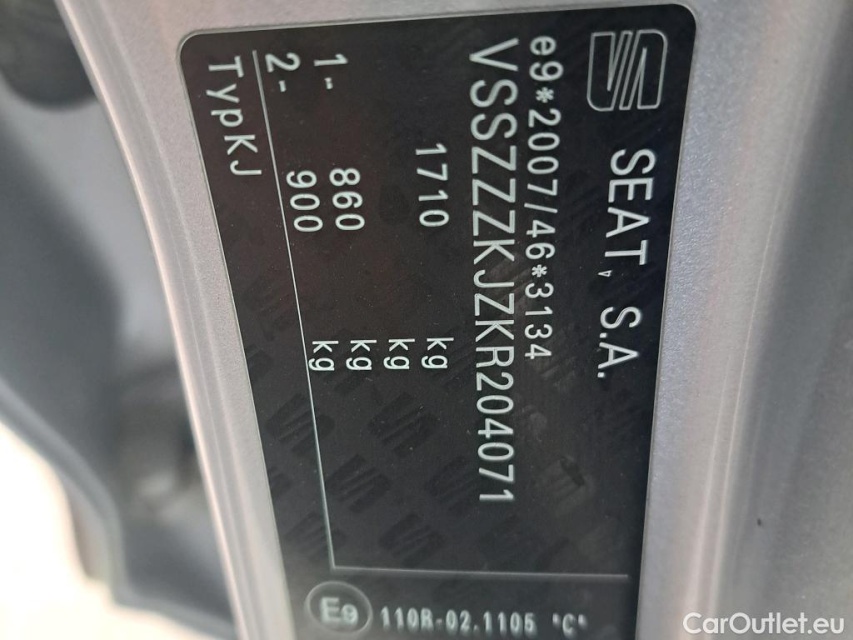 SEAT, S.A.
e9*2007/46*3134
VSSZZZKJZKR204071
1710 kg
kg
1- 860 kg
2- 900 kg
TypKJ
E9 110R-02.1105 "C"
CarOutlet.eu